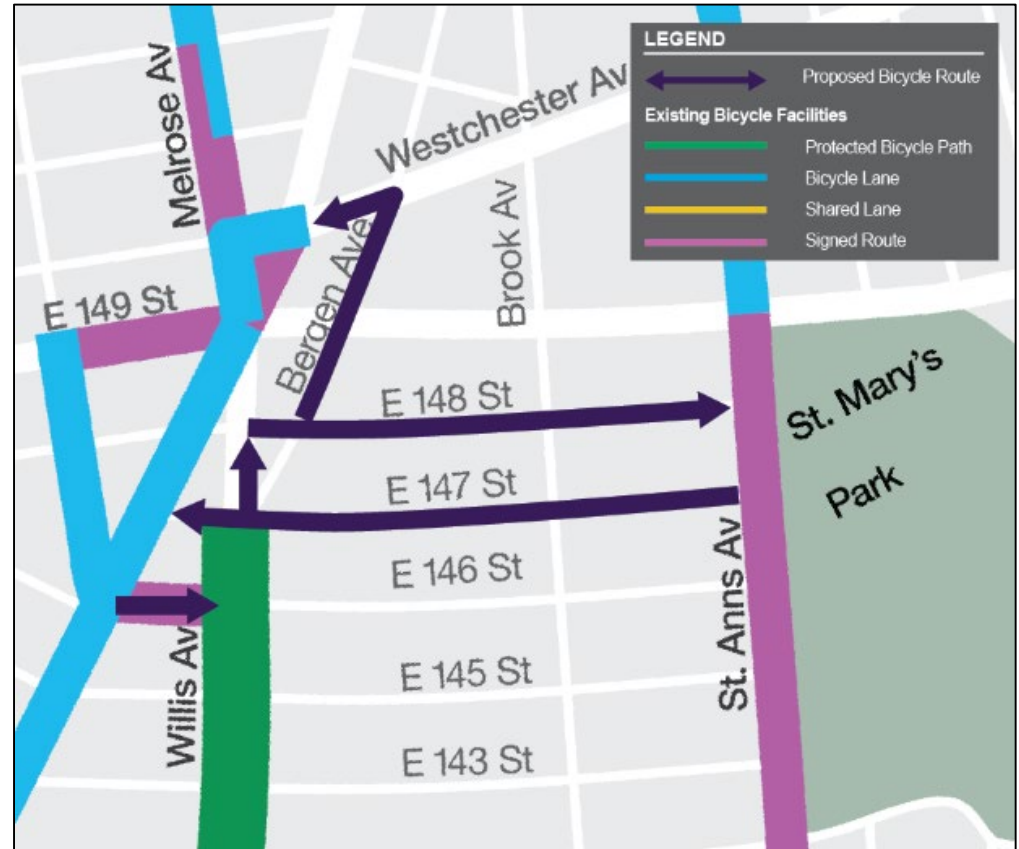 LEGEND
Proposed Bicycle Route
Existing Bicycle Facilities
Protected Bicycle Path
Bicycle Lane
Shared Lane
Signed Route
Melrose Av
Westchester Av
Brook Av
Bergen Ave
E 149 St
E 148 St
St. Mary's
Park
E 147 St
E 146 St
St. Anns Av
Willis Av
E 145 St
E 143 St